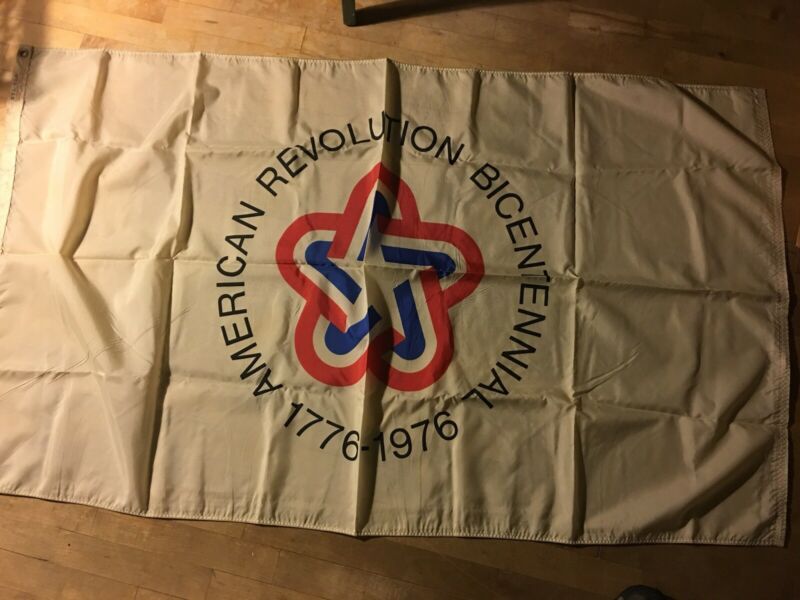 AMERICAN REVOLUTION BICENTENNIAL
1776-1976